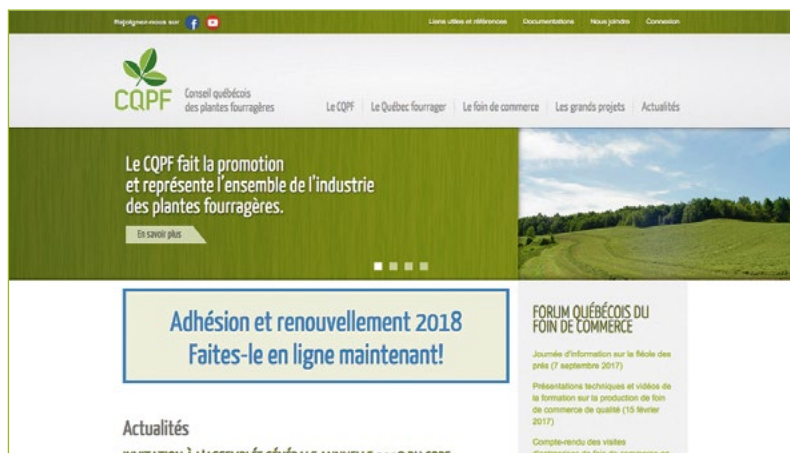 Rejoignez-nous sur
Liens utiles et références Documentations Nous joindre Connexion
CQPF
Conseil québécois
des plantes fourragères
Le CQPF Le Québec fourrager Le foin de commerce Les grands projets Actualités
Le CQPF fait la promotion
et représente l'ensemble de l'industrie
des plantes fourragères.
En savoir plus
Adhésion et renouvellement 2018
Faites-le en ligne maintenant!
Actualités
FORUM QUÉBÉCOIS DU
FOIN DE COMMERCE
Journée d'information sur la fléole des
prés (7 septembre 2017)
Présentations techniques et vidéos de
la formation sur la production de foin
de commerce de qualité (15 février
2017)
Compte-rendu des visites